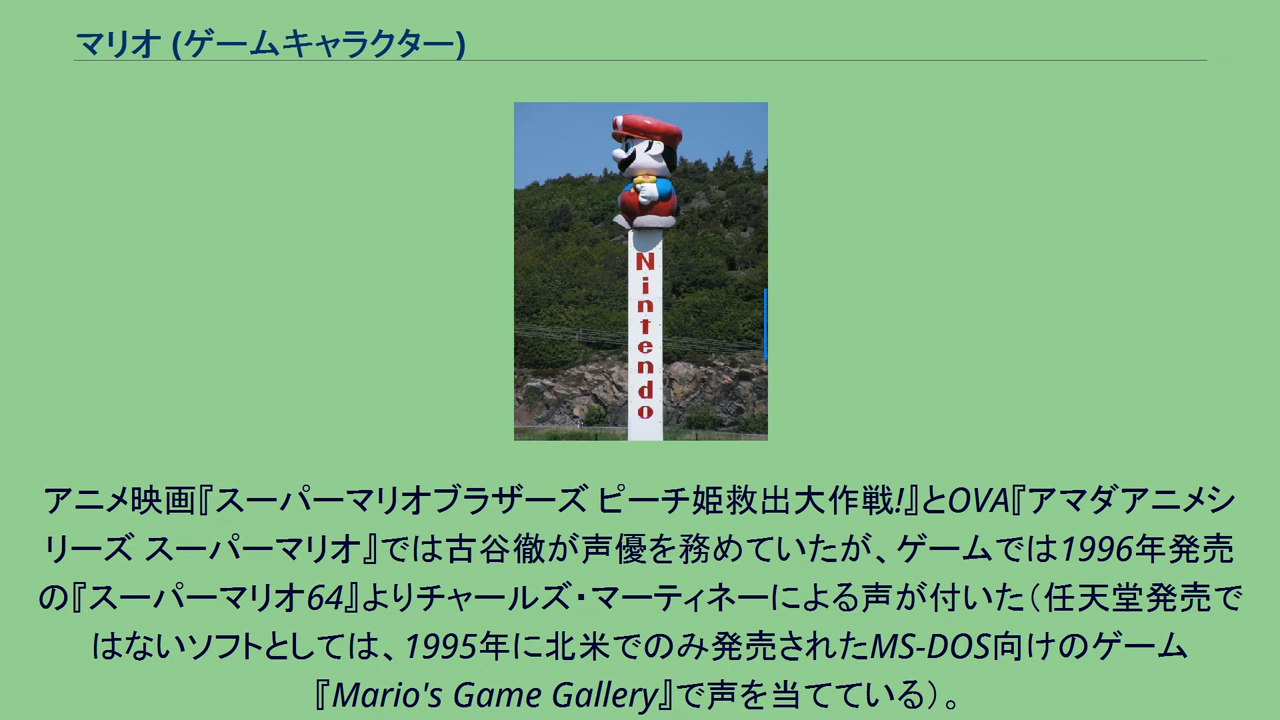 マリオ (ゲームキャラクター)
Nintendo
アニメ映画『スーパーマリオブラザーズ ピーチ姫救出大作戦!』とOVA『アマダアニメシ
リーズ スーパーマリオ』では古谷徹が声優を務めていたが、ゲームでは1996年発売
の『スーパーマリオ64』よりチャールズ・マーティネーによる声が付いた（任天堂発売で
はないソフトとしては、1995年に北米でのみ発売されたMS-DOS向けのゲーム
『Mario's Game Gallery』で声を当てている）。